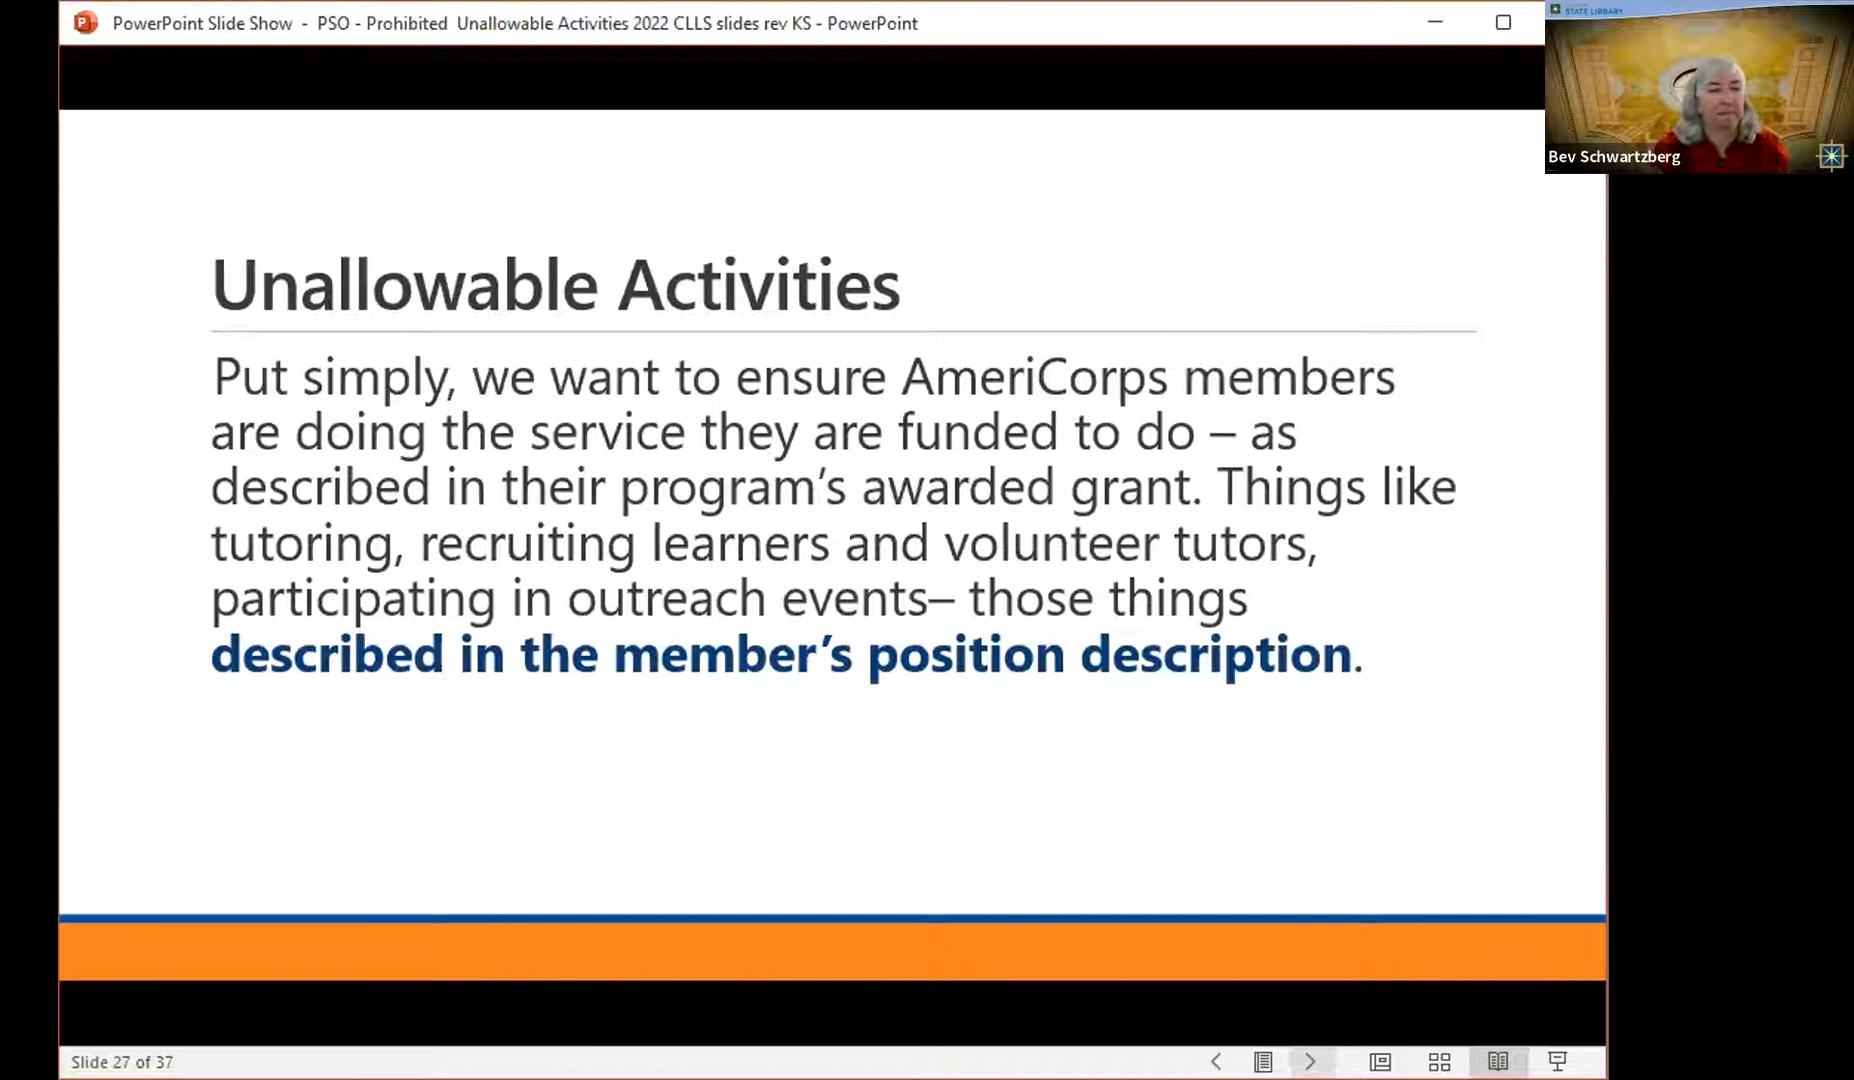 PowerPoint Slide Show - PSO - Prohibited Unallowable Activities 2022 CLLS slides rev KS - PowerPoint
STATE LIBRARY
Bev Schwartzberg
Unallowable Activities
Put simply, we want to ensure AmeriCorps members
are doing the service they are funded to do – as
described in their program’s awarded grant. Things like
tutoring, recruiting learners and volunteer tutors,
participating in outreach events– those things
described in the member’s position description.
Slide 27 of 37